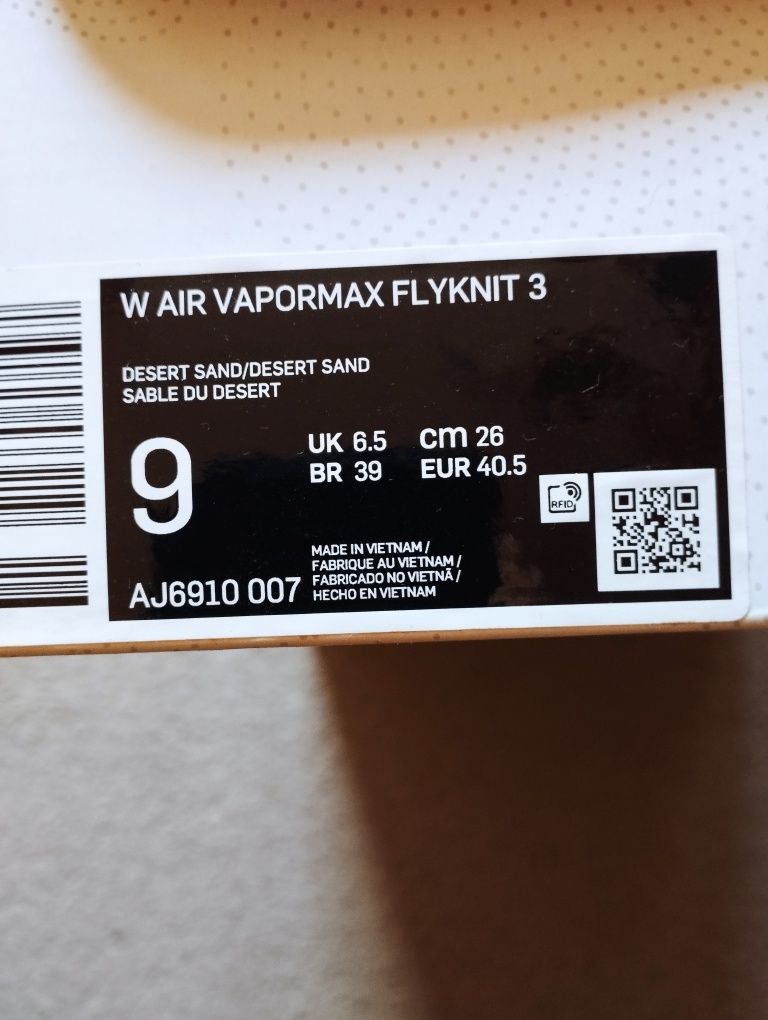 W AIR VAPORMAX FLYKNIT 3
DESERT SAND/DESERT SAND
SABLE DU DESERT
9
UK 6.5 cm 26
BR 39 EUR 40.5
RFID
MADE IN VIETNAM /
FABRIQUE AU VIETNAM /
FABRICADO NO VIETNÃ /
HECHO EN VIETNAM
AJ6910 007